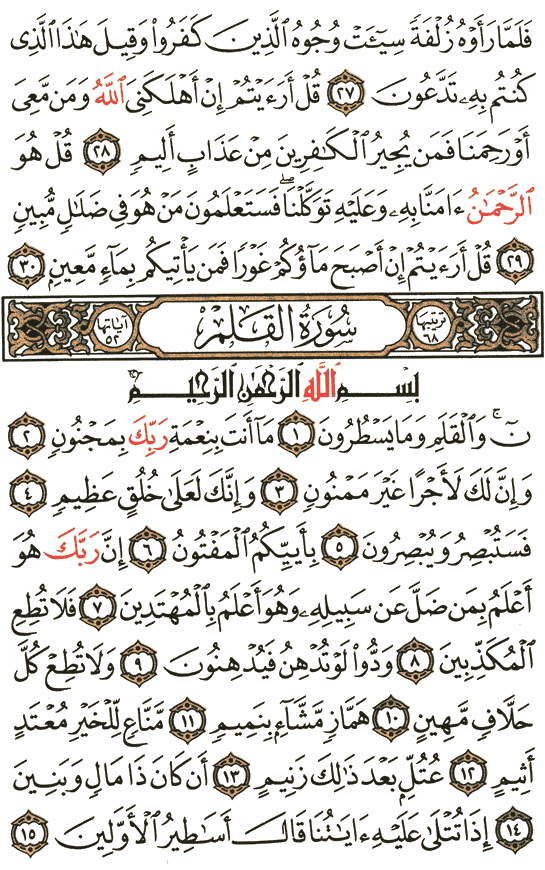 فَلَمَّا رَأَوْهُ زُلْفَةً سِيٓـَٔتْ وُجُوهُ ٱلَّذِينَ كَفَرُوا۟ وَقِيلَ هَٰذَا ٱلَّذِى
كُنتُم بِهِۦ تَدَّعُونَ ٢٧ قُلْ أَرَءَيْتُمْ إِنْ أَهْلَكَنِىَ ٱللَّهُ وَمَن مَّعِىَ
أَوْ رَحِمَنَا فَمَن يُجِيرُ ٱلْكَٰفِرِينَ مِنْ عَذَابٍ أَلِيمٍ ٢٨ قُلْ هُوَ
ٱلرَّحْمَٰنُ ءَامَنَّا بِهِۦ وَعَلَيْهِ تَوَكَّلْنَا ۖ فَسَتَعْلَمُونَ مَنْ هُوَ فِى ضَلَٰلٍ مُّبِينٍ
٢٩ قُلْ أَرَءَيْتُمْ إِنْ أَصْبَحَ مَآؤُكُمْ غَوْرًا فَمَن يَأْتِيكُم بِمَآءٍ مَّعِينٍۭ ٣٠
ترتيبها ٦٨ سُورَةُ القَلَمِ آياتها ٥٢
بِسْمِ ٱللَّهِ ٱلرَّحْمَٰنِ ٱلرَّحِيمِ
نٓ ۚ وَٱلْقَلَمِ وَمَا يَسْطُرُونَ ١ مَآ أَنتَ بِنِعْمَةِ رَبِّكَ بِمَجْنُونٍ ٢
وَإِنَّ لَكَ لَأَجْرًا غَيْرَ مَمْنُونٍ ٣ وَإِنَّكَ لَعَلَىٰ خُلُقٍ عَظِيمٍ ٤
فَسَتُبْصِرُ وَيُبْصِرُونَ ٥ بِأَييِّكُمُ ٱلْمَفْتُونُ ٦ إِنَّ رَبَّكَ هُوَ
أَعْلَمُ بِمَن ضَلَّ عَن سَبِيلِهِۦ وَهُوَ أَعْلَمُ بِٱلْمُهْتَدِينَ ٧ فَلَا تُطِعِ
ٱلْمُكَذِّبِينَ ٨ وَدُّوا۟ لَوْ تُدْهِنُ فَيُدْهِنُونَ ٩ وَلَا تُطِعْ كُلَّ
حَلَّافٍ مَّهِينٍ ١٠ هَمَّازٍ مَّشَّآءٍۭ بِنَمِيمٍ ١١ مَّنَّاعٍ لِّلْخَيْرِ مُعْتَدٍ
أَثِيمٍ ١٢ عُتُلٍّۭ بَعْدَ ذَٰلِكَ زَنِيمٍ ١٣ أَن كَانَ ذَا مَالٍ وَبَنِينَ
١٤ إِذَا تُتْلَىٰ عَلَيْهِ ءَايَٰتُنَا قَالَ أَسَٰطِيرُ ٱلْأَوَّلِينَ ١٥